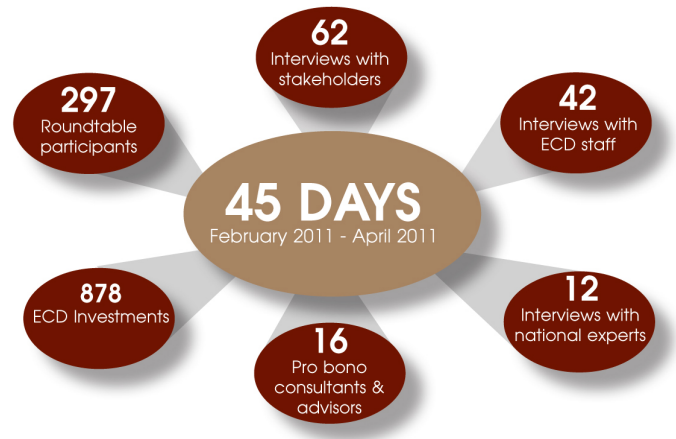 62
Interviews with
stakeholders
297
Roundtable
participants
42
Interviews with
ECD staff
45 DAYS
February 2011 - April 2011
878
ECD Investments
12
Interviews with
national experts
16
Pro bono
consultants &
advisors